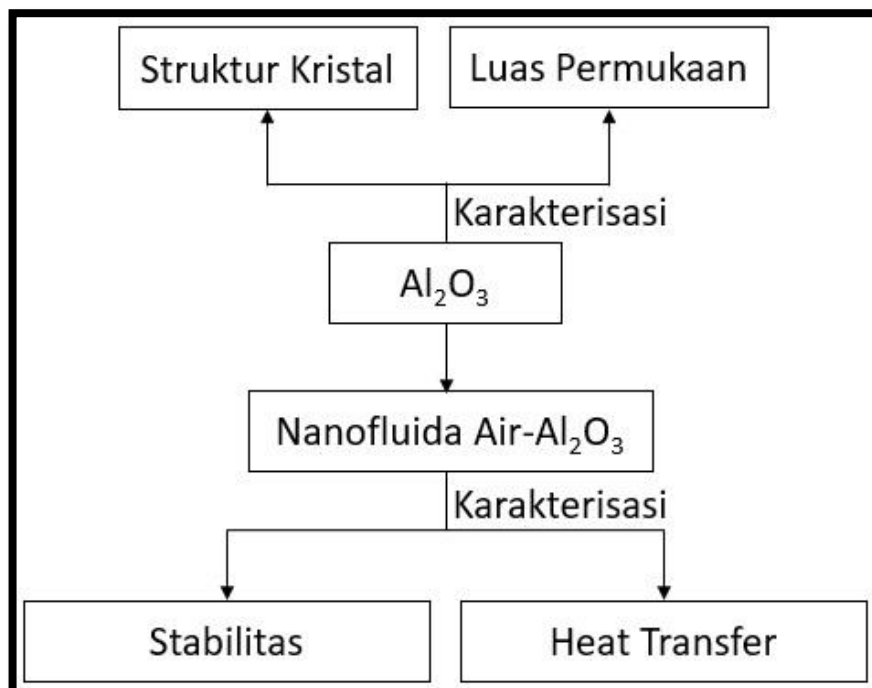 Struktur Kristal
Luas Permukaan
Karakterisasi
Al₂O₃
Nanofluida Air-Al₂O₃
Karakterisasi
Stabilitas
Heat Transfer